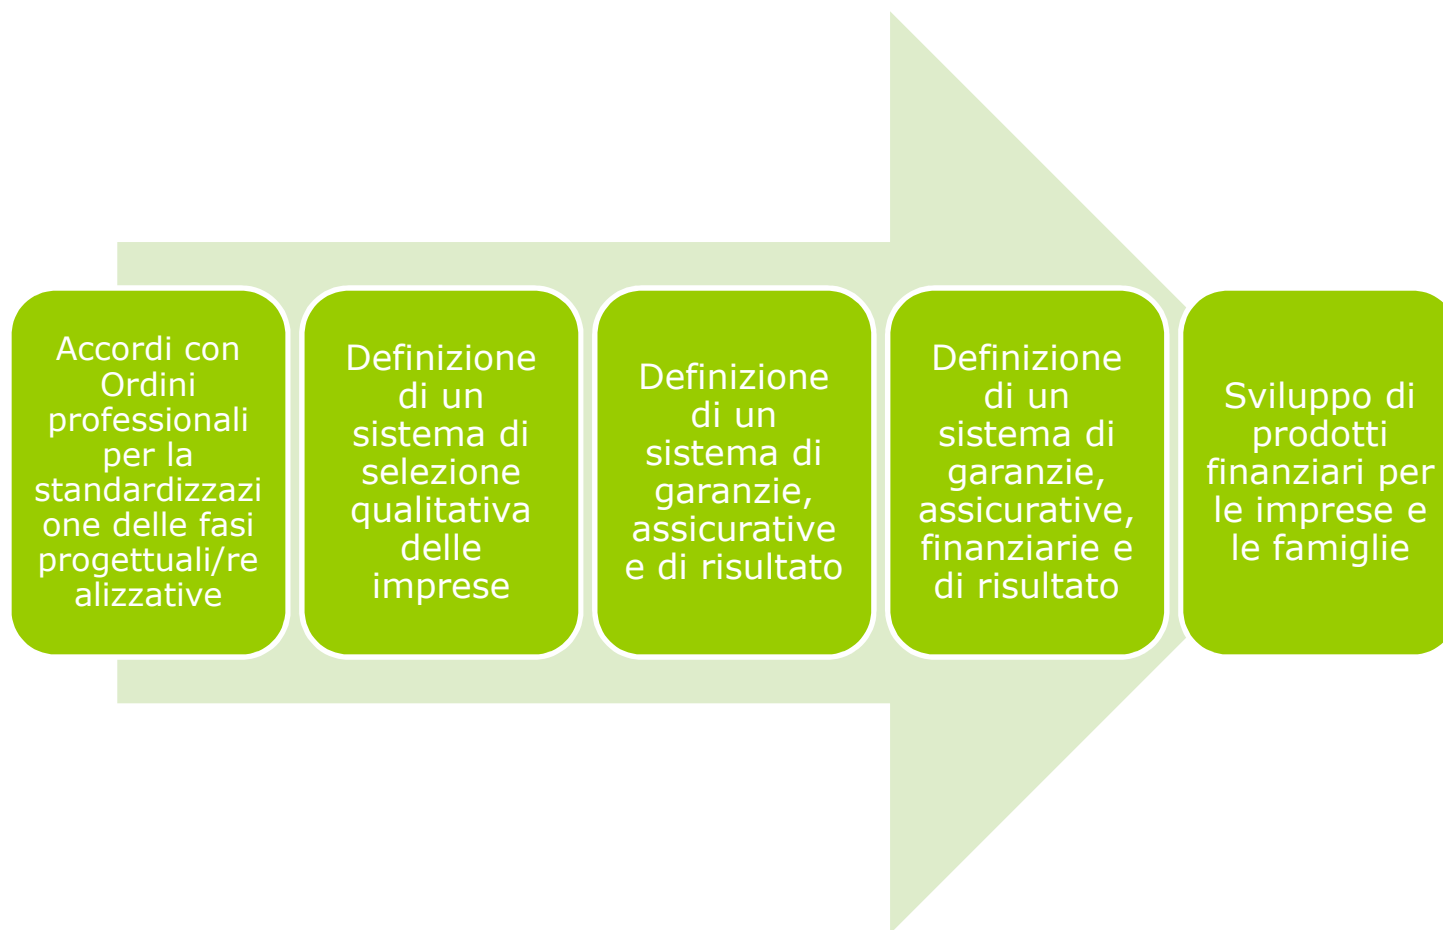 Accordi con
Ordini
professionali
per la
standardizzazi
one delle fasi
progettuali/re
alizzative
Definizione
di un
sistema di
selezione
qualitativa
delle
imprese
Definizione
di un
sistema di
garanzie,
assicurative
e di risultato
Definizione
di un
sistema di
garanzie,
assicurative,
finanziarie e
di risultato
Sviluppo di
prodotti
finanziari per
le imprese e
le famiglie